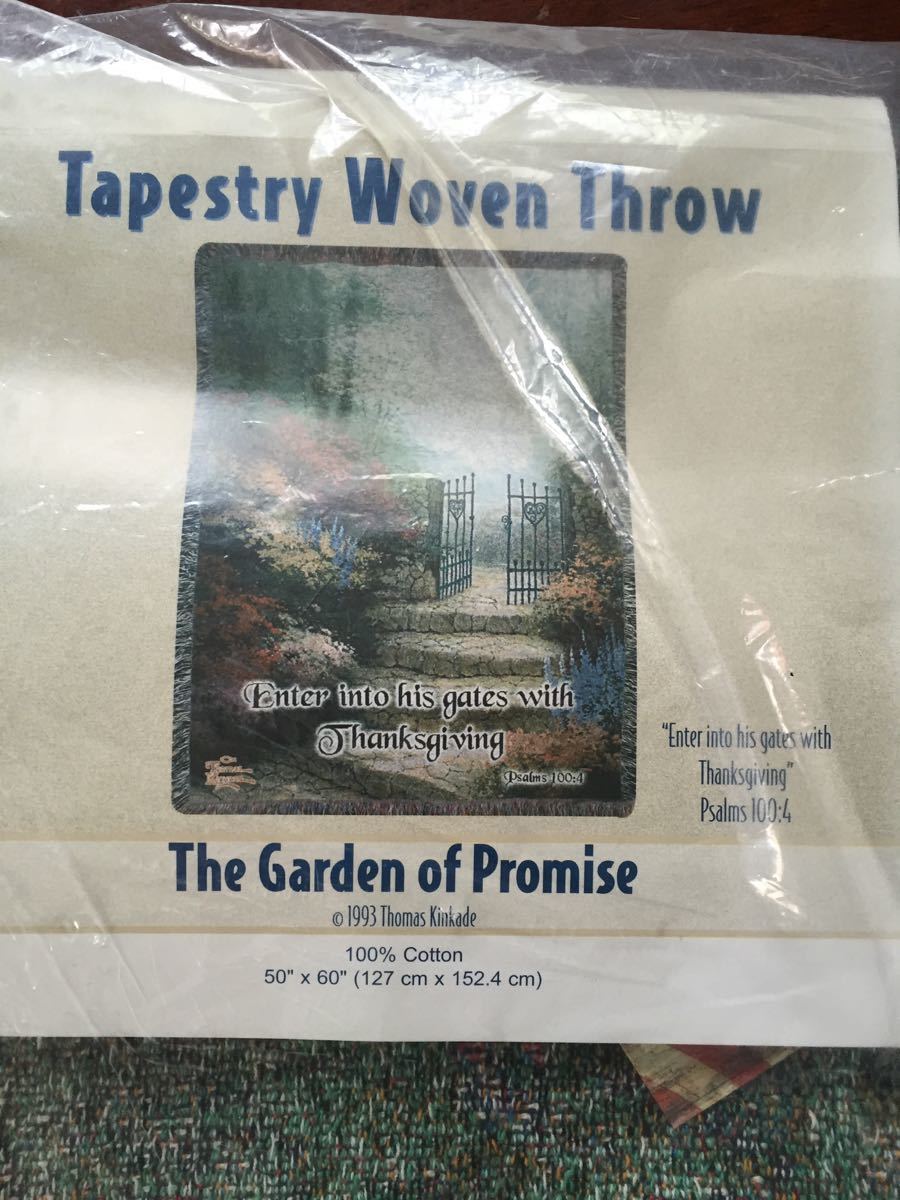 Tapestry Woven Throw
Enter into his gates with
Thanksgiving
Psalms 100:4
Thomas
"Enter into his gates with
Thanksgiving"
Psalms 100:4
The Garden of Promise
© 1993 Thomas Kinkade
100% Cotton
50" x 60" (127 cm x 152.4 cm)